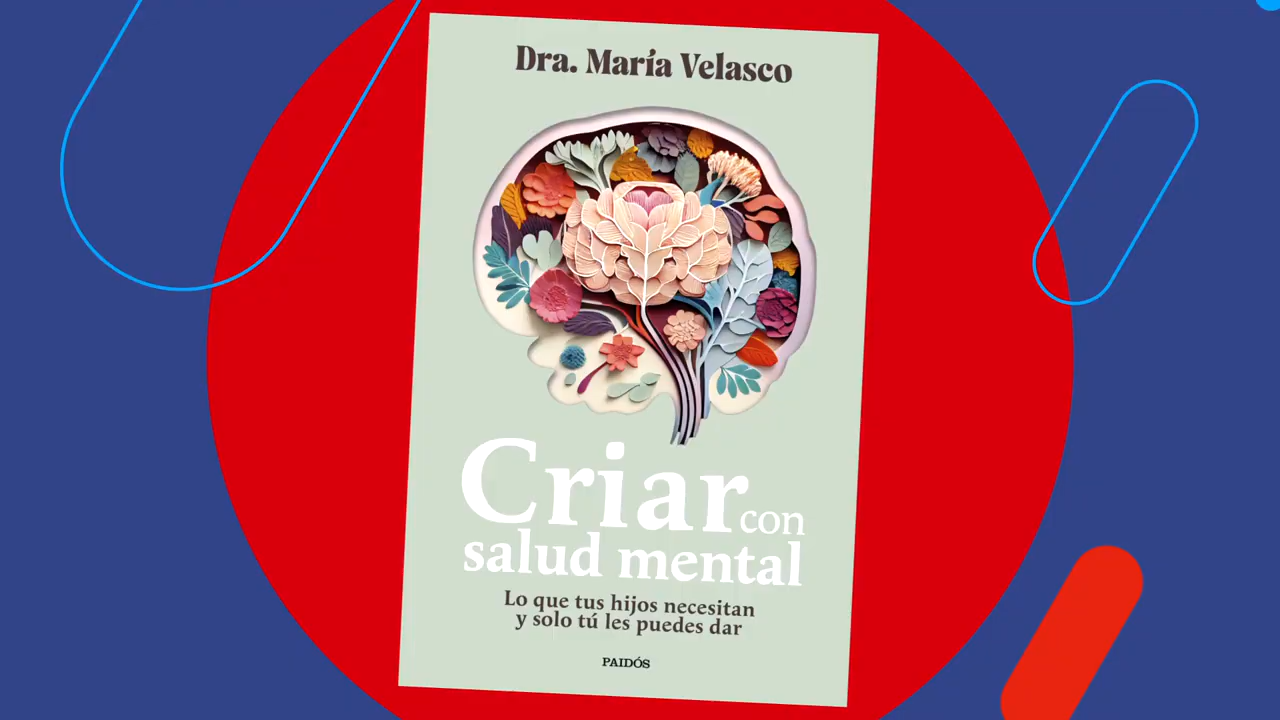 Dra. María Velasco
Criar con
salud mental
Lo que tus hijos necesitan
y solo tú les puedes dar
PAIDÓS